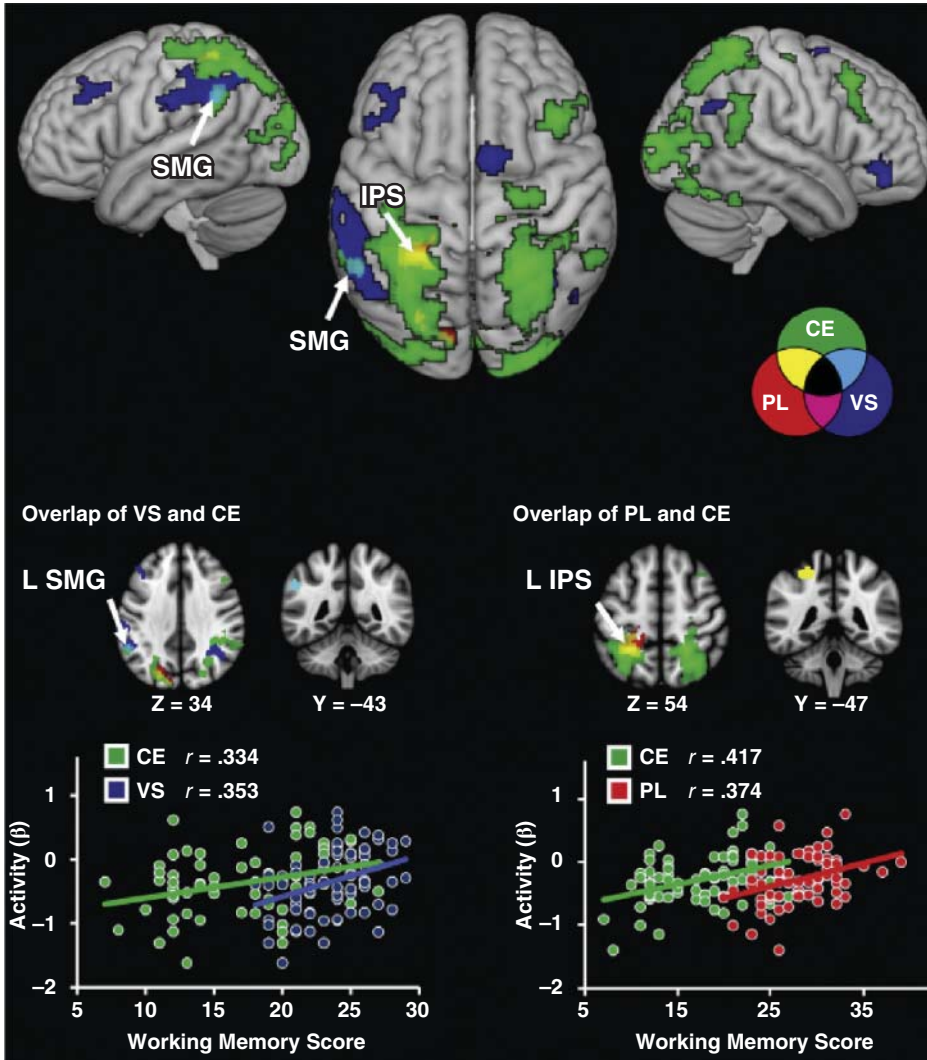 SMG
IPS
SMG
CE
PL
VS
Overlap of VS and CE
Overlap of PL and CE
L SMG
L IPS
Z = 34
Y = –43
Z = 54
Y = –47
CE r = .334
VS r = .353
CE r = .417
PL r = .374
Activity (β)
1
0
–1
–2
5
10
15
20
25
30
Working Memory Score
Activity (β)
1
0
–1
–2
5
15
25
35
Working Memory Score